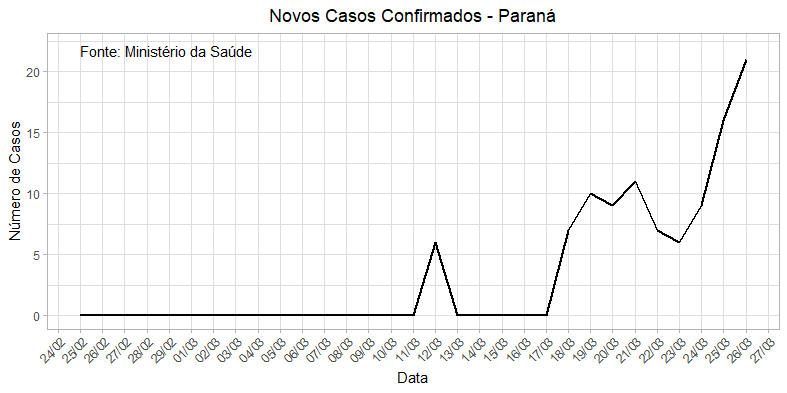 Novos Casos Confirmados - Paraná
Fonte: Ministério da Saúde
Número de Casos
20
15
10
5
0
24/02 25/02 26/02 27/02 28/02 29/02 01/03 02/03 03/03 04/03 05/03 06/03 07/03 08/03 09/03 10/03 11/03 12/03 13/03 14/03 15/03 16/03 17/03 18/03 19/03 20/03 21/03 22/03 23/03 24/03 25/03 26/03 27/03
Data